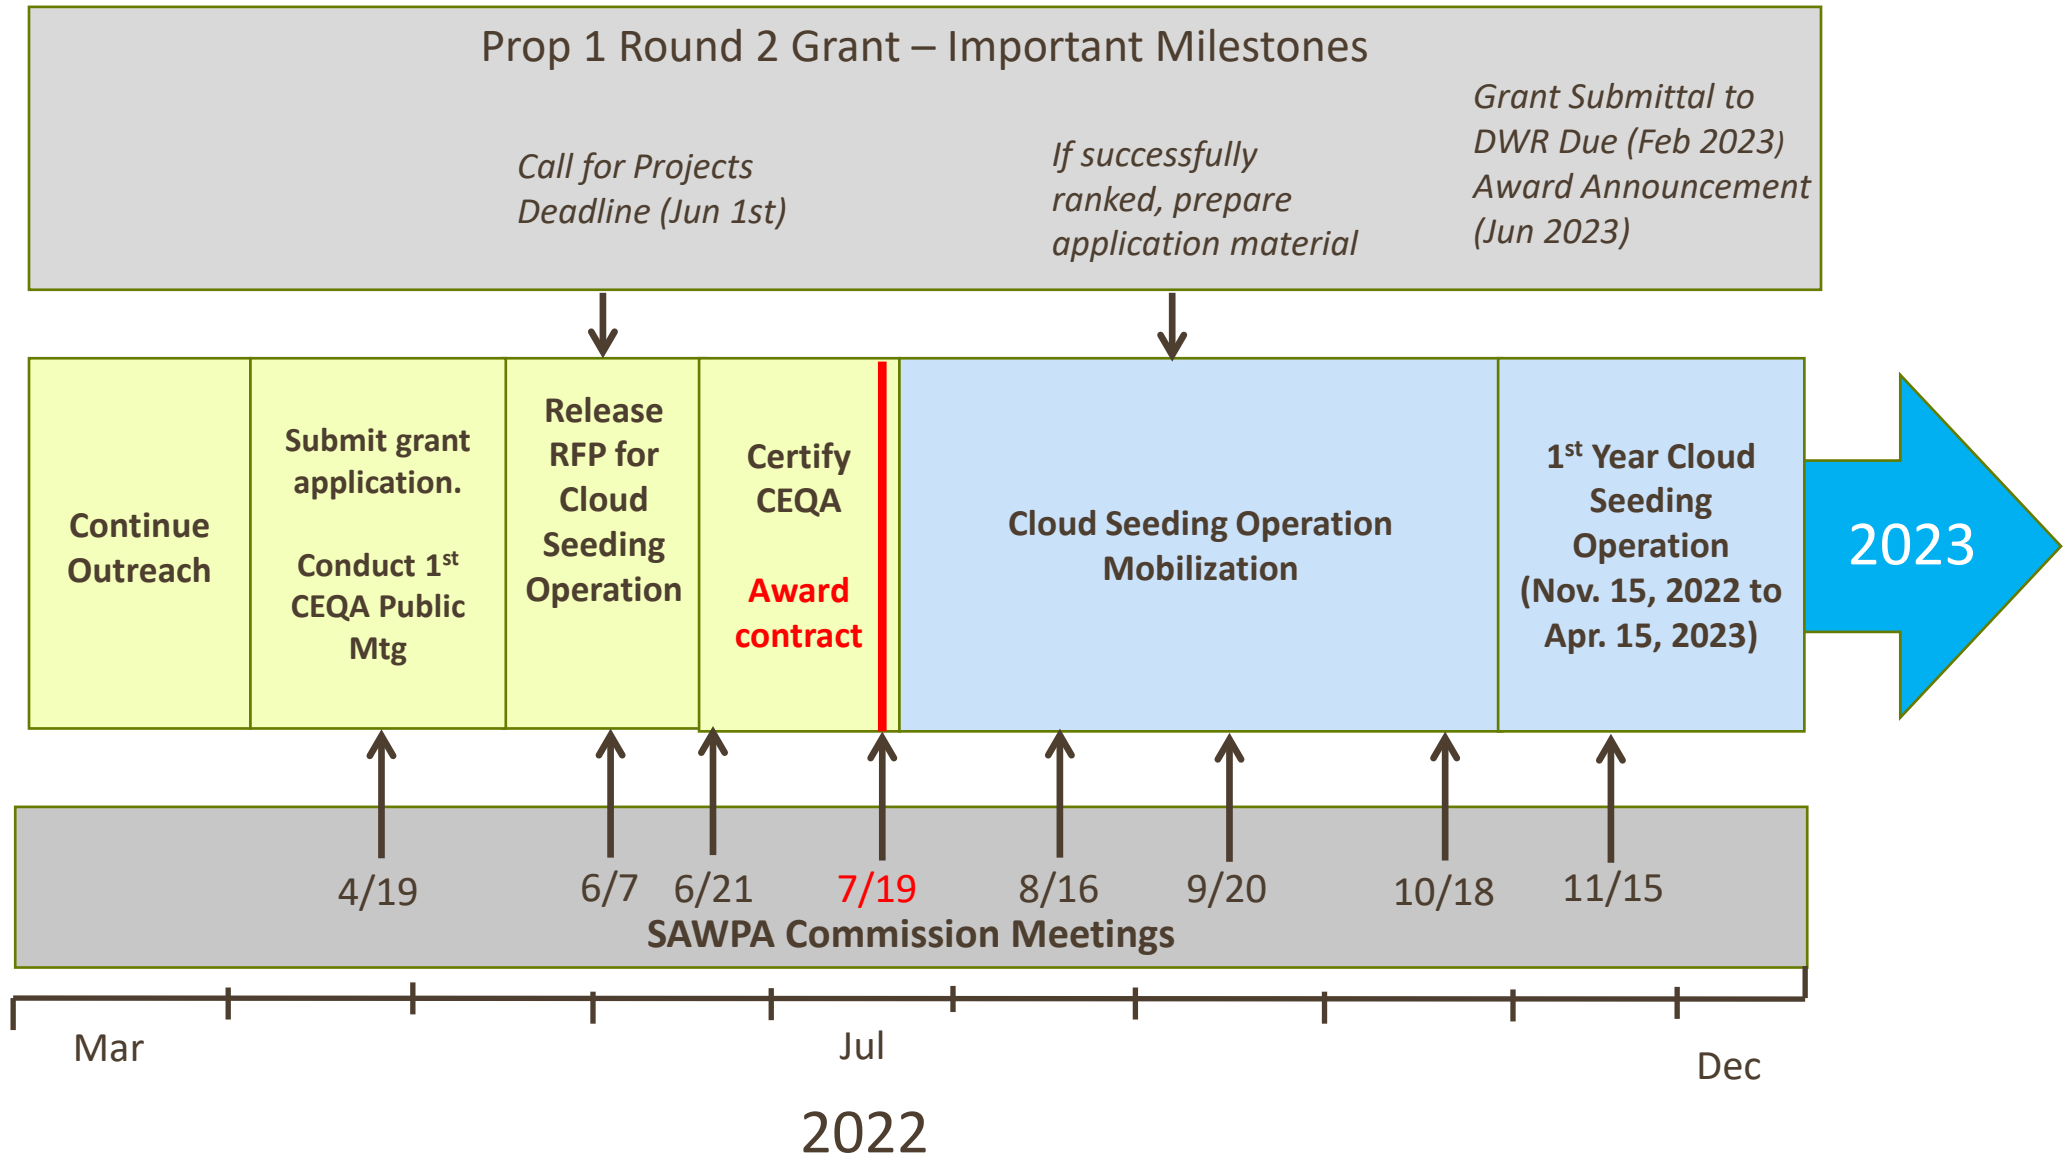 Prop 1 Round 2 Grant – Important Milestones
Call for Projects
Deadline (Jun 1st)
If successfully
ranked, prepare
application material
Grant Submittal to
DWR Due (Feb 2023)
Award Announcement
(Jun 2023)
Continue
Outreach
Submit grant
application.
Conduct 1st
CEQA Public
Mtg
Release
RFP for
Cloud
Seeding
Operation
Certify
CEQA
Award
contract
Cloud Seeding Operation
Mobilization
1st Year Cloud
Seeding
Operation
(Nov. 15, 2022 to
Apr. 15, 2023)
2023
4/19 6/7 6/21 7/19 8/16 9/20 10/18 11/15
SAWPA Commission Meetings
Mar Jul Dec
2022